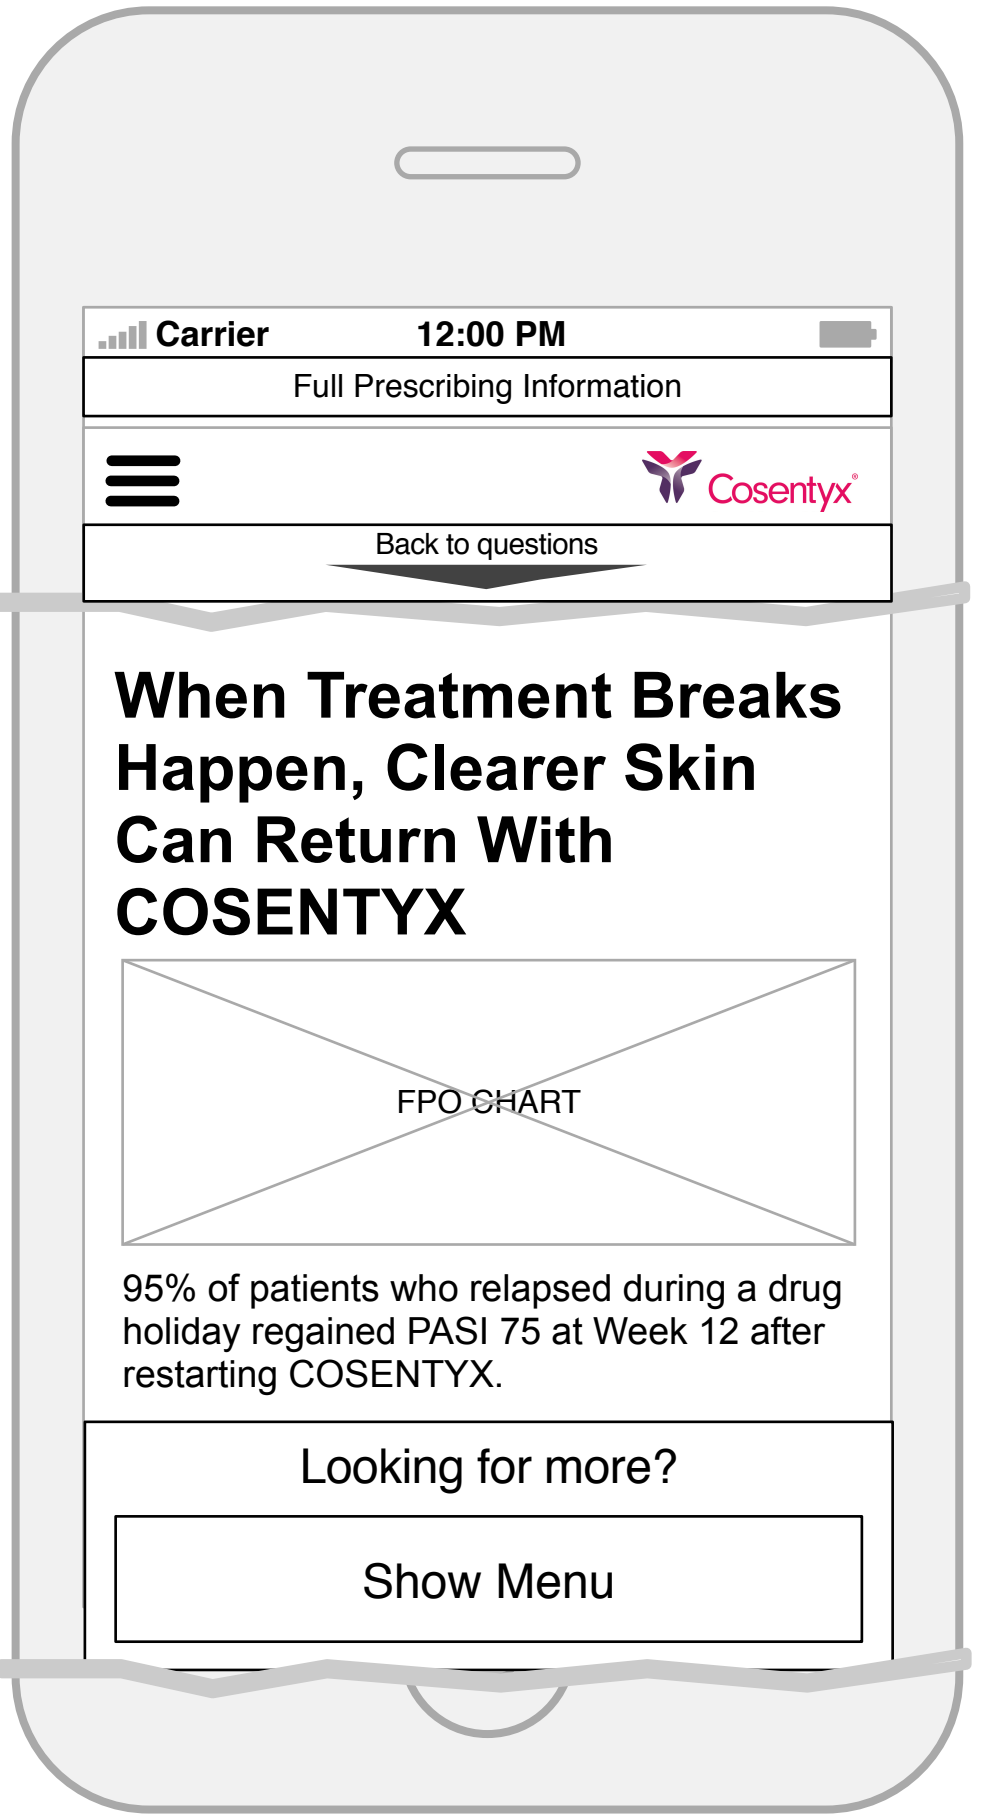 Carrier 12:00 PM
Full Prescribing Information
Cosentyx®
Back to questions
When Treatment Breaks
Happen, Clearer Skin
Can Return With
COSENTYX
FPO CHART
95% of patients who relapsed during a drug
holiday regained PASI 75 at Week 12 after
restarting COSENTYX.
Looking for more?
Show Menu